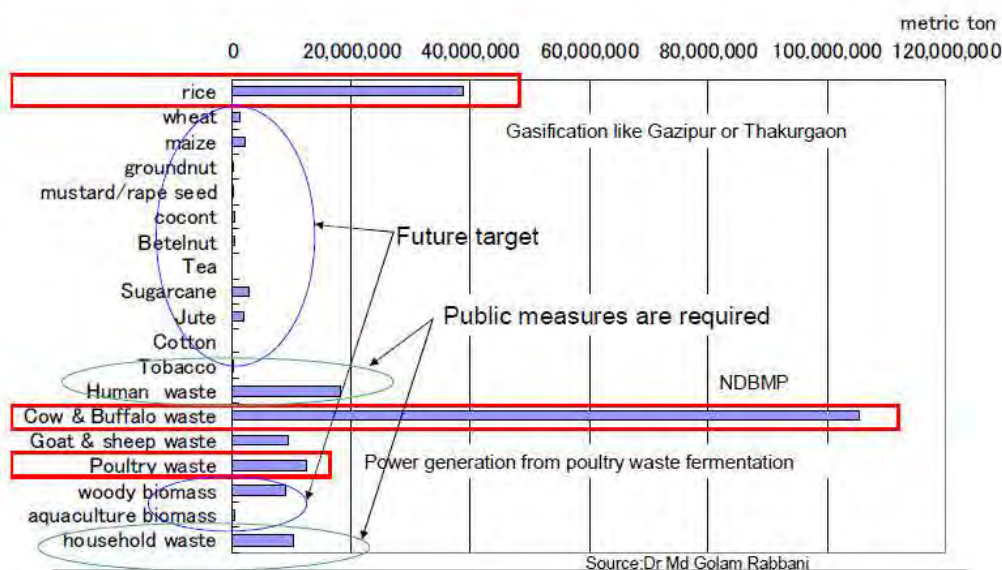 metric ton
0 20,000,000 40,000,000 60,000,000 80,000,000 100,000,000 120,000,000
rice
wheat
Gasification like Gazipur or Thakurgaon
maize
groundnut
mustard/rape seed
cocont
Future target
Betelnut
Tea
Sugarcane
Public measures are required
Jute
Cotton
Tobacco
Human waste
NDBMP
Cow & Buffalo waste
Goat & sheep waste
Poultry waste
Power generation from poultry waste fermentation
woody biomass
aquaculture biomass
household waste
Source:Dr Md Golam Rabbani